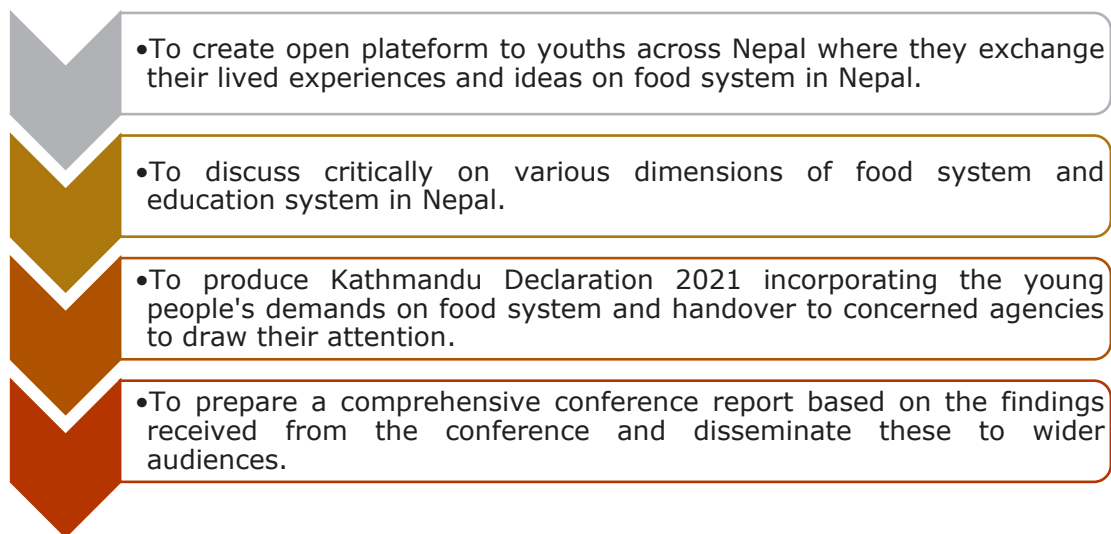 •To create open plateform to youths across Nepal where they exchange
their lived experiences and ideas on food system in Nepal.
•To discuss critically on various dimensions of food system and
education system in Nepal.
•To produce Kathmandu Declaration 2021 incorporating the young
people's demands on food system and handover to concerned agencies
to draw their attention.
•To prepare a comprehensive conference report based on the findings
received from the conference and disseminate these to wider
audiences.